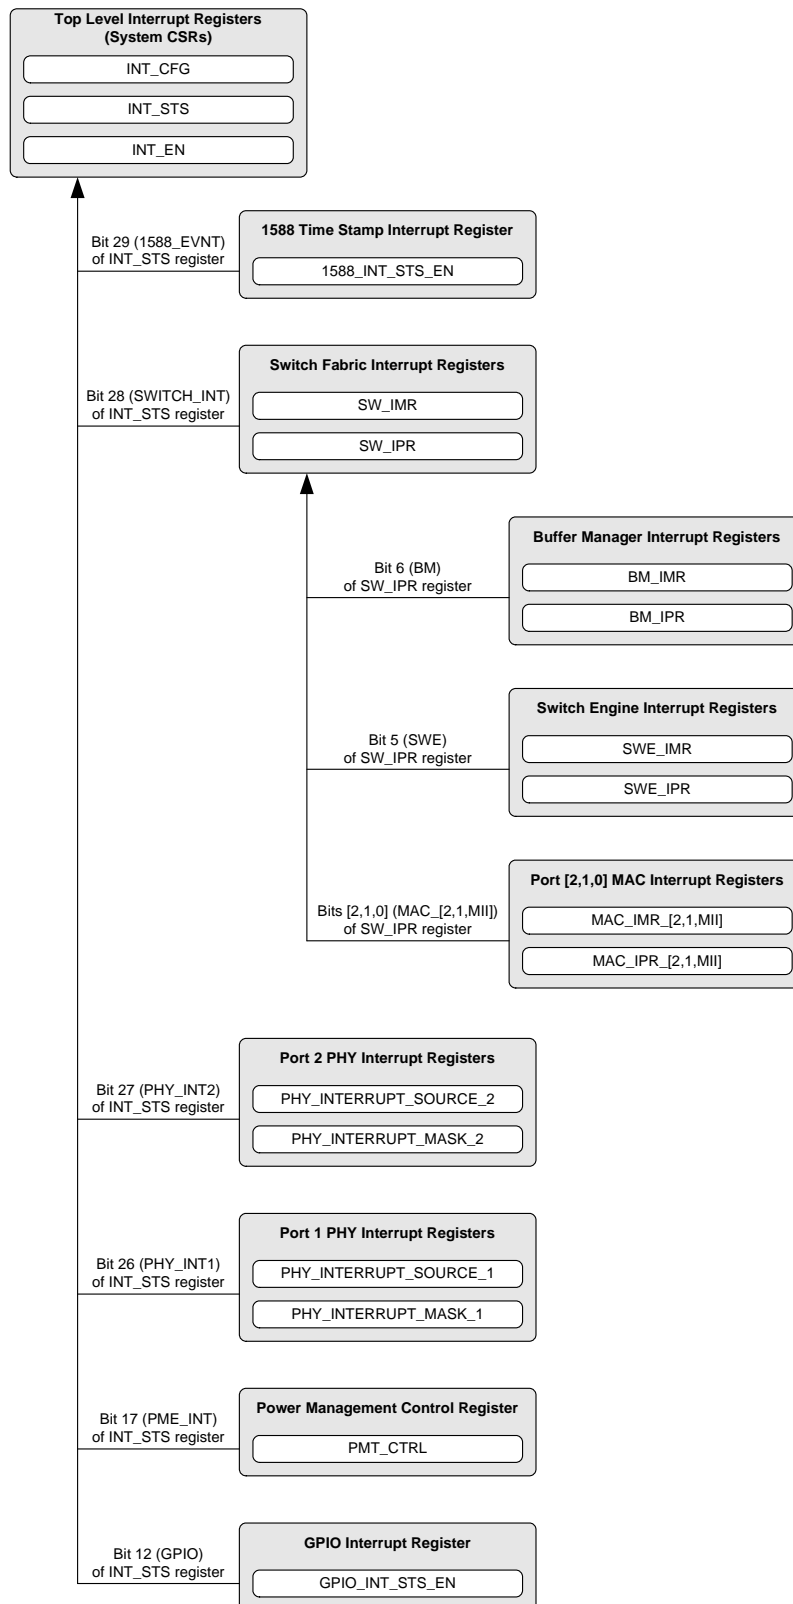 Top Level Interrupt Registers
(System CSRs)
INT_CFG
INT_STS
INT_EN
Bit 29 (1588_EVNT)
of INT_STS register
1588 Time Stamp Interrupt Register
1588_INT_STS_EN
Bit 28 (SWITCH_INT)
of INT_STS register
Switch Fabric Interrupt Registers
SW_IMR
SW_IPR
Bit 6 (BM)
of SW_IPR register
Buffer Manager Interrupt Registers
BM_IMR
BM_IPR
Bit 5 (SWE)
of SW_IPR register
Switch Engine Interrupt Registers
SWE_IMR
SWE_IPR
Bits [2,1,0] (MAC_[2,1,MII])
of SW_IPR register
Port [2,1,0] MAC Interrupt Registers
MAC_IMR_[2,1,MII]
MAC_IPR_[2,1,MII]
Bit 27 (PHY_INT2)
of INT_STS register
Port 2 PHY Interrupt Registers
PHY_INTERRUPT_SOURCE_2
PHY_INTERRUPT_MASK_2
Bit 26 (PHY_INT1)
of INT_STS register
Port 1 PHY Interrupt Registers
PHY_INTERRUPT_SOURCE_1
PHY_INTERRUPT_MASK_1
Bit 17 (PME_INT)
of INT_STS register
Power Management Control Register
PMT_CTRL
Bit 12 (GPIO)
of INT_STS register
GPIO Interrupt Register
GPIO_INT_STS_EN